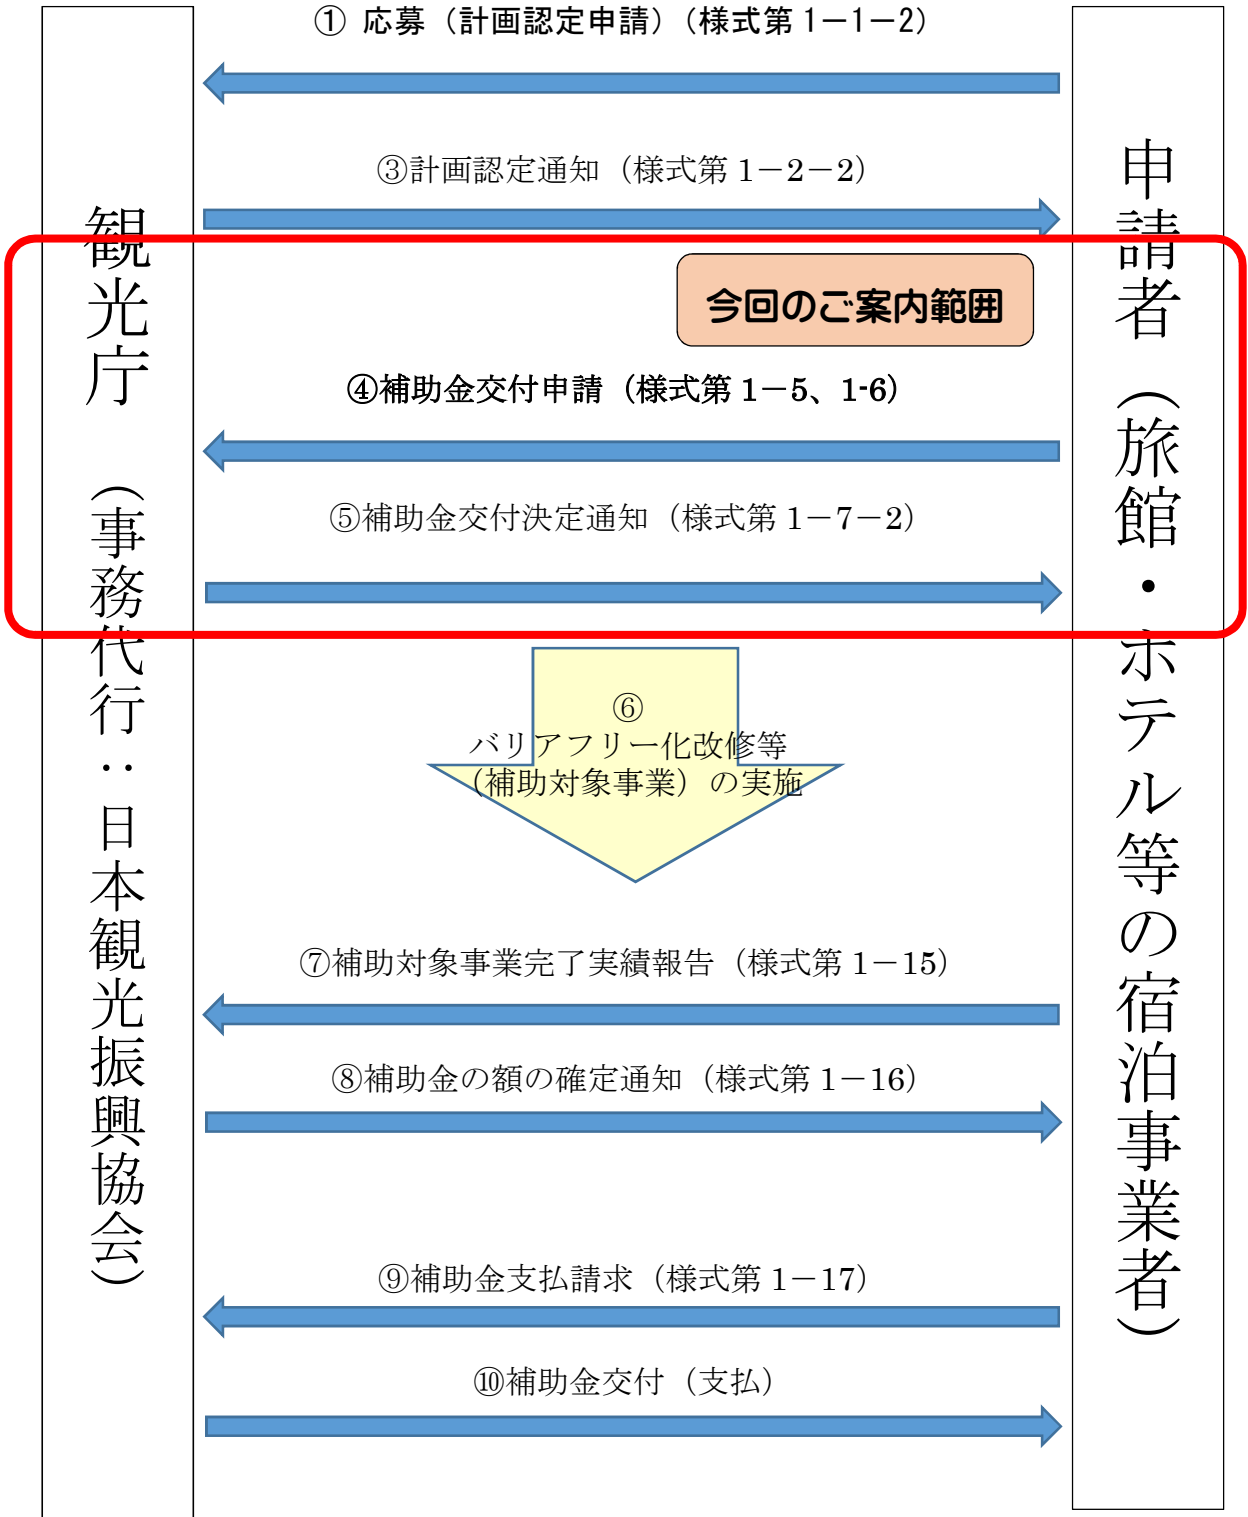 ① 応募（計画認定申請）（様式第 1－1－2）
③計画認定通知（様式第 1－2－2）
観光庁　（事務代行：日本観光振興協会）
申請者（旅館・ホテル等の宿泊事業者）
今回のご案内範囲
④補助金交付申請（様式第 1－5、1-6）
⑤補助金交付決定通知（様式第 1－7－2）
⑥
バリアフリー化改修等
（補助対象事業）の実施
⑦補助対象事業完了実績報告（様式第 1－15）
⑧補助金の額の確定通知（様式第 1－16）
⑨補助金支払請求（様式第 1－17）
⑩補助金交付（支払）